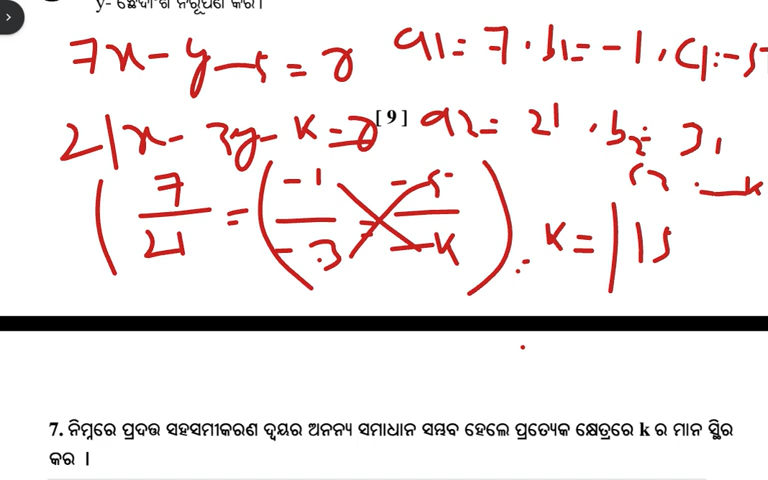 y- ଛେଦାଂଶ ନିରୂପଣ କର।
7x - y - 5 = 0 a1 = 7, b1 = -1, c1 = -5
21x - 3y - k = 0 [9] a2 = 21, b2 = 3,
c2 = -k
( 7/21 = ( -1/-3 = -5/-k ) ∴ k = | 15
7. ନିମ୍ନରେ ପ୍ରଦତ୍ତ ସହସମୀକରଣ ଦ୍ୱୟର ଅନନ୍ୟ ସମାଧାନ ସମ୍ଭବ ହେଲେ ପ୍ରତ୍ୟେକ କ୍ଷେତ୍ରରେ k ର ମାନ ସ୍ଥିର
କର ।